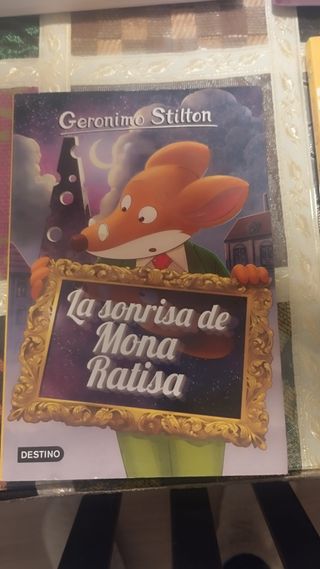 Geronimo Stilton
La sonrisa de
Mona
Ratisa
DESTINO